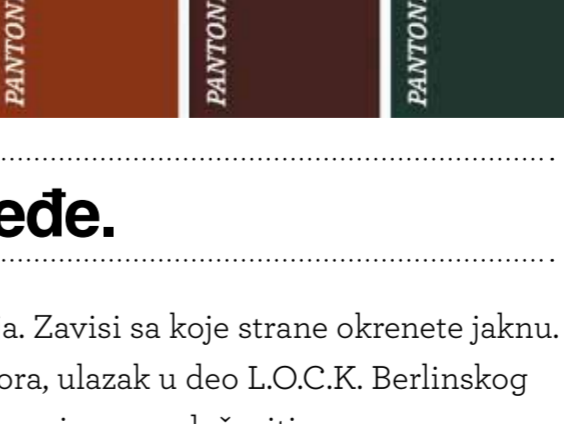 PANTON
PANTON
PANTON
eđe.
a. Zavisi sa koje strane okrenete jaknu.
ora, ulazak u deo L.O.C.K. Berlinskog